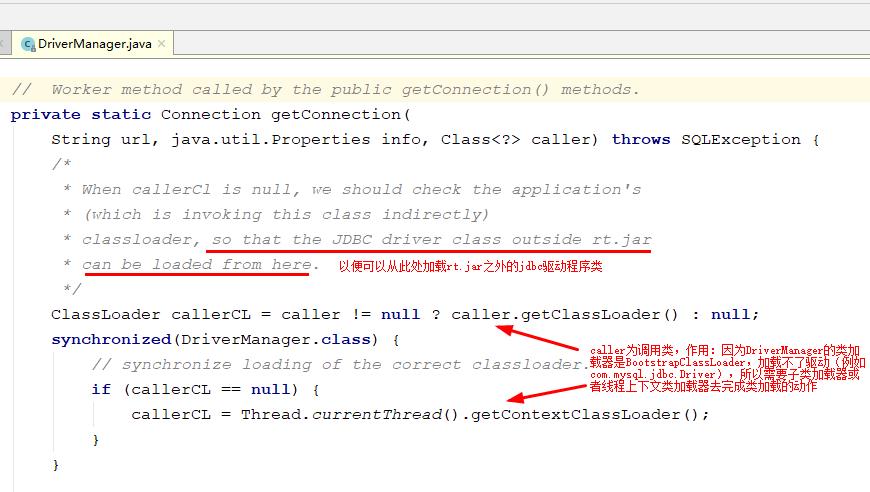 DriverManager.java
// Worker method called by the public getConnection() methods.
private static Connection getConnection(
String url, java.util.Properties info, Class<?> caller) throws SQLException {
/*
* When callerCl is null, we should check the application's
* (which is invoking this class indirectly)
* classloader, so that the JDBC driver class outside rt.jar
* can be loaded from here. 以便可以从此处加载rt.jar之外的jdbc驱动程序类
*/
ClassLoader callerCL = caller != null ? caller.getClassLoader() : null;
synchronized(DriverManager.class) {
// synchronize loading of the correct classloader.
if (callerCL == null) {
callerCL = Thread.currentThread().getContextClassLoader();
}
}
caller为调用类，作用：因为DriverManager的类加
载器是BootstrapClassLoader，加载不了驱动（例如
com.mysql.jdbc.Driver），所以需要子类加载器或
者线程上下文类加载器去完成类加载的动作